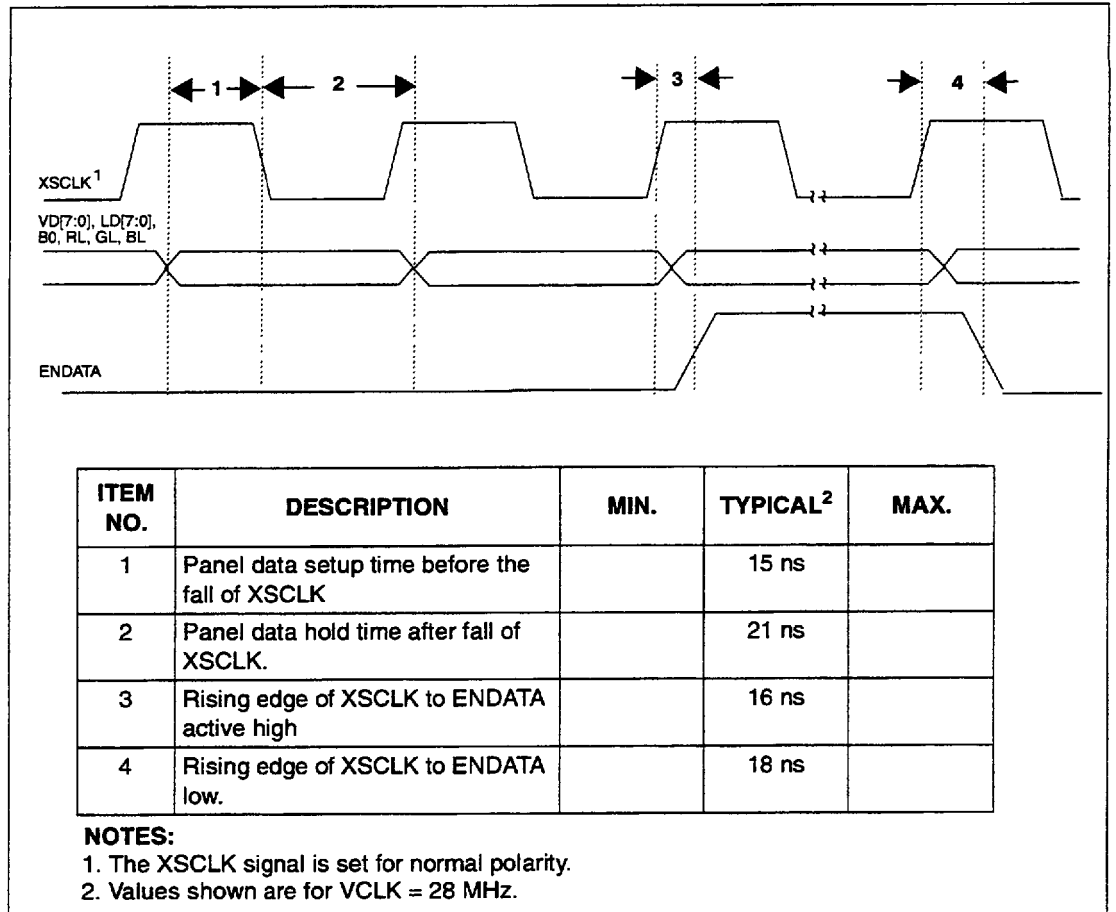 1 2 3 4
XSCLK1
VD[7:0], LD[7:0],
B0, RL, GL, BL
ENDATA
ITEM NO. DESCRIPTION MIN. TYPICAL2 MAX.
1 Panel data setup time before the fall of XSCLK 15 ns
2 Panel data hold time after fall of XSCLK. 21 ns
3 Rising edge of XSCLK to ENDATA active high 16 ns
4 Rising edge of XSCLK to ENDATA low. 18 ns
NOTES:
1. The XSCLK signal is set for normal polarity.
2. Values shown are for VCLK = 28 MHz.